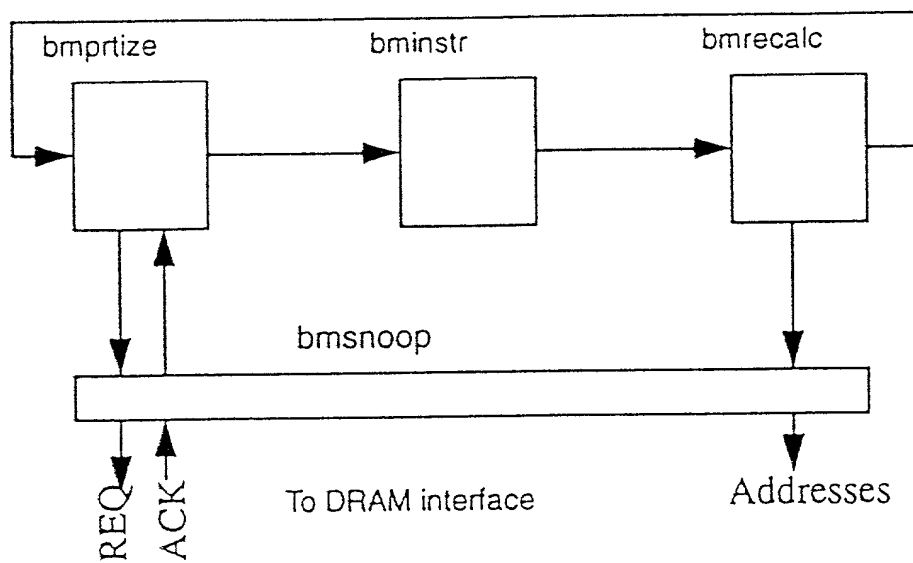 bmprtize
bminstr
bmrecalc
bmsnoop
REQ
ACK
To DRAM interface
Addresses